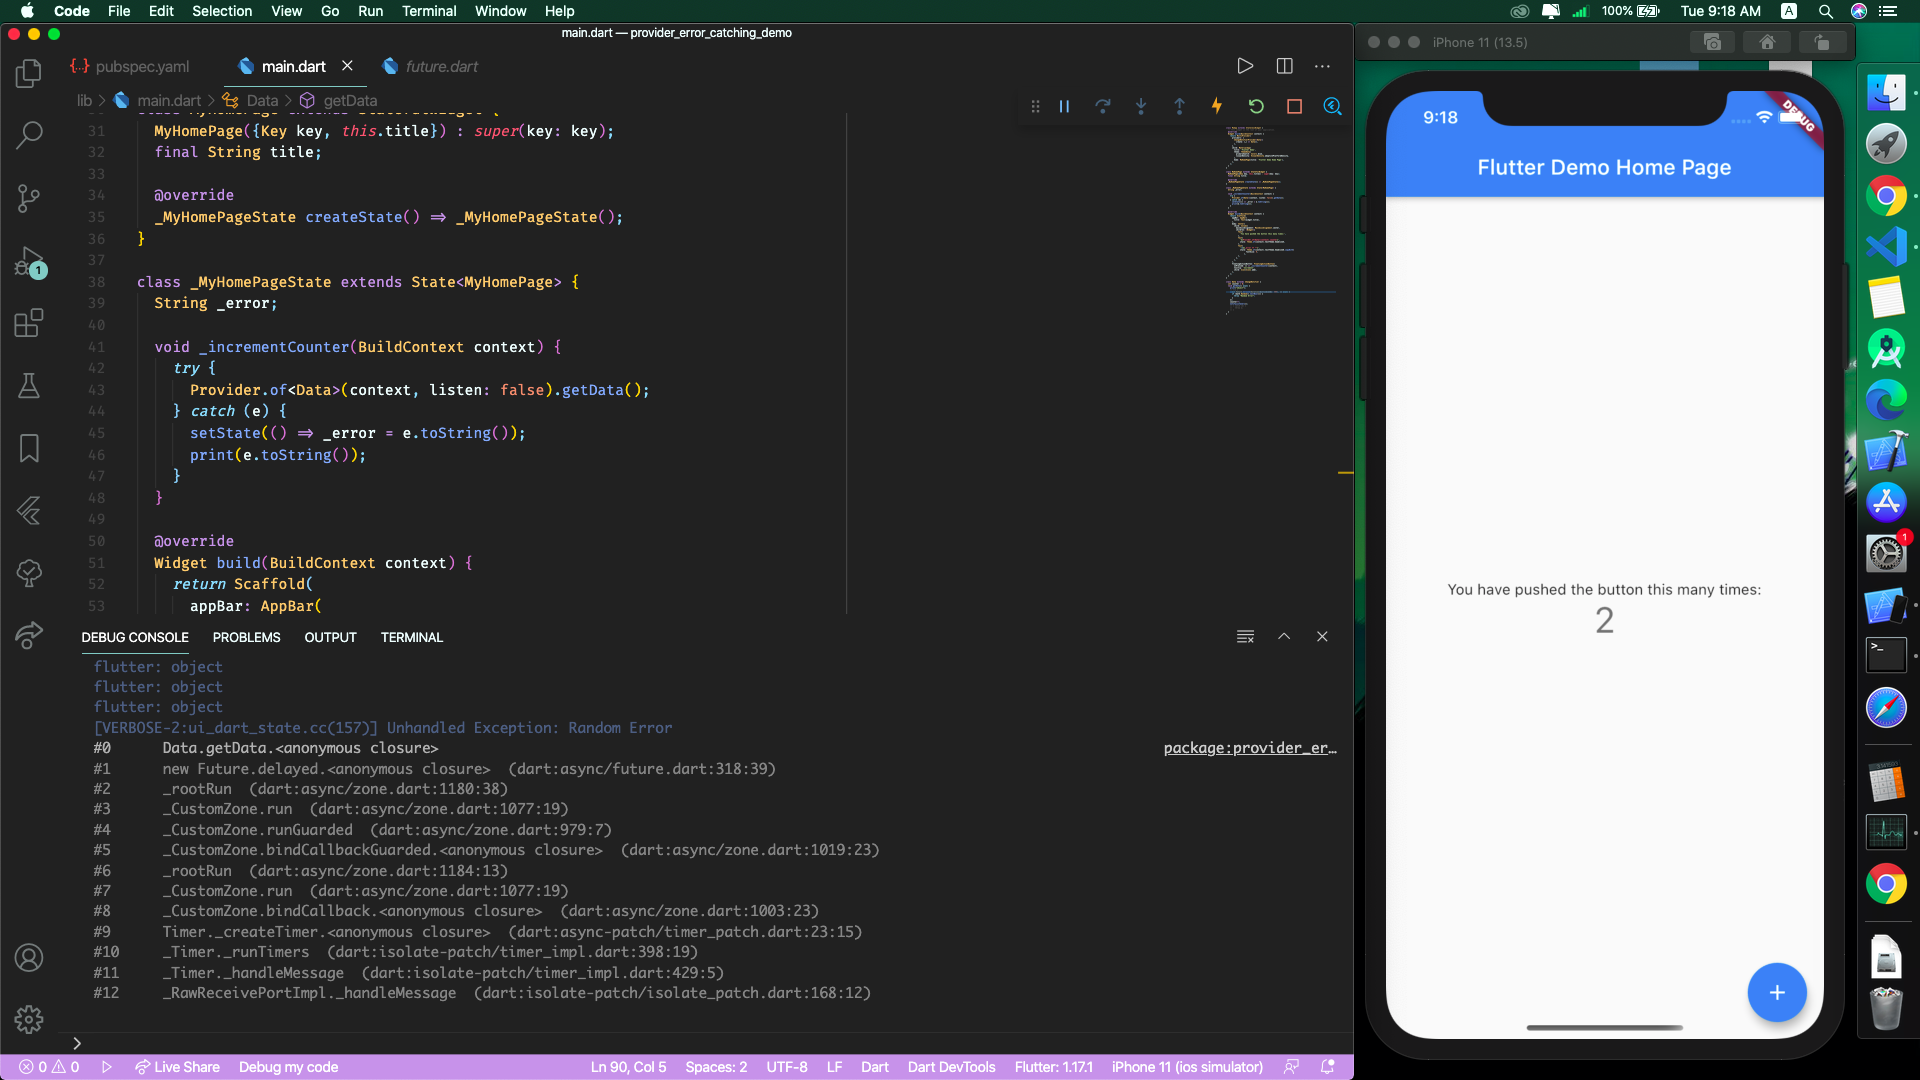 Code File Edit Selection View Dart Go Run Terminal Window Help
100% Tue 9:18 AM A
main.dart — provider_error_catching_demo
pubspec.yaml main.dart future.dart
lib main.dart Data getData
31 MyHomePage({Key key, this.title}) : super(key: key);
32 final String title;
33
34 @override
35 _MyHomePageState createState() => _MyHomePageState();
36 }
37
38 class _MyHomePageState extends State<MyHomePage> {
39 String _error;
40
41 void _incrementCounter(BuildContext context) {
42 try {
43 Provider.of<Data>(context, listen: false).getData();
44 } catch (e) {
45 setState(() => _error = e.toString());
46 print(e.toString());
47 }
48 }
49
50 @override
51 Widget build(BuildContext context) {
52 return Scaffold(
53 appBar: AppBar(
1
DEBUG CONSOLE PROBLEMS OUTPUT TERMINAL
flutter: object
flutter: object
flutter: object
[VERBOSE-2:ui_dart_state.cc(157)] Unhandled Exception: Random Error
#0 Data.getData.<anonymous closure> package:provider_er…
#1 new Future.delayed.<anonymous closure> (dart:async/future.dart:318:39)
#2 _rootRun (dart:async/zone.dart:1180:38)
#3 _CustomZone.run (dart:async/zone.dart:1077:19)
#4 _CustomZone.runGuarded (dart:async/zone.dart:979:7)
#5 _CustomZone.bindCallbackGuarded.<anonymous closure> (dart:async/zone.dart:1019:23)
#6 _rootRun (dart:async/zone.dart:1184:13)
#7 _CustomZone.run (dart:async/zone.dart:1077:19)
#8 _CustomZone.bindCallback.<anonymous closure> (dart:async/zone.dart:1003:23)
#9 Timer._createTimer.<anonymous closure> (dart:async-patch/timer_patch.dart:23:15)
#10 _Timer._runTimers (dart:isolate-patch/timer_impl.dart:398:19)
#11 _Timer._handleMessage (dart:isolate-patch/timer_impl.dart:429:5)
#12 _RawReceivePortImpl._handleMessage (dart:isolate-patch/isolate_patch.dart:168:12)
0 0 Live Share Debug my code Ln 90, Col 5 Spaces: 2 UTF-8 LF Dart Dart DevTools Flutter: 1.17.1 iPhone 11 (ios simulator)
iPhone 11 (13.5)
9:18
DEBUG
Flutter Demo Home Page
You have pushed the button this many times:
2
+
1